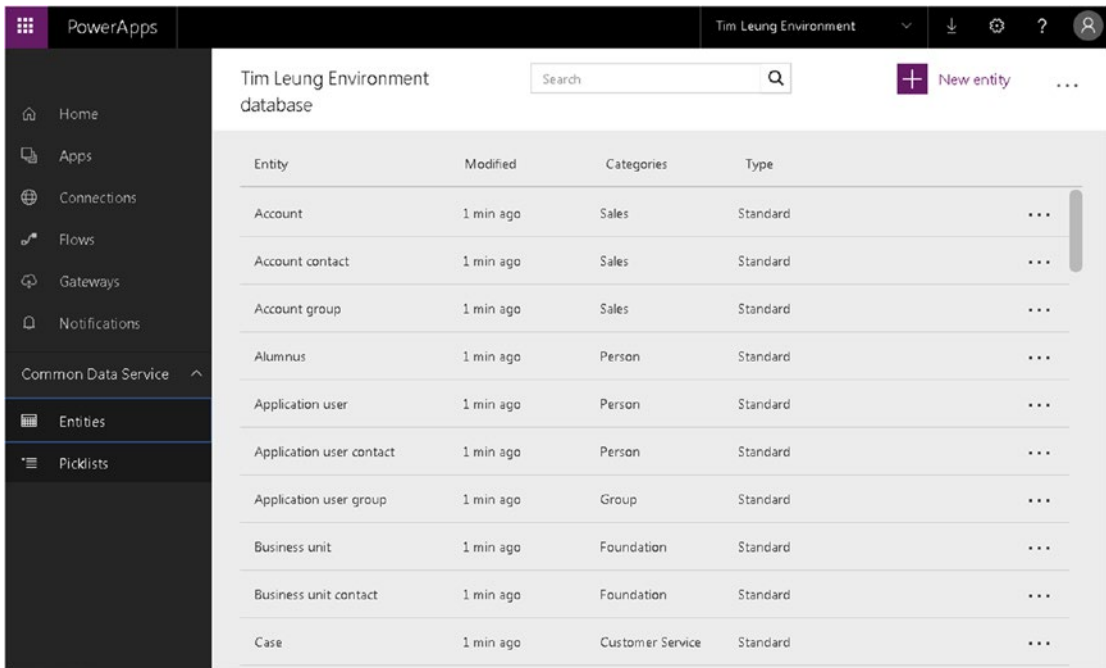 PowerApps
Tim Leung Environment
?
Home
Apps
Connections
Flows
Gateways
Notifications
Common Data Service
Entities
Picklists
Tim Leung Environment
database
Search
New entity
...
Entity Modified Categories Type
Account 1 min ago Sales Standard ...
Account contact 1 min ago Sales Standard ...
Account group 1 min ago Sales Standard ...
Alumnus 1 min ago Person Standard ...
Application user 1 min ago Person Standard ...
Application user contact 1 min ago Person Standard ...
Application user group 1 min ago Group Standard ...
Business unit 1 min ago Foundation Standard ...
Business unit contact 1 min ago Foundation Standard ...
Case 1 min ago Customer Service Standard ...